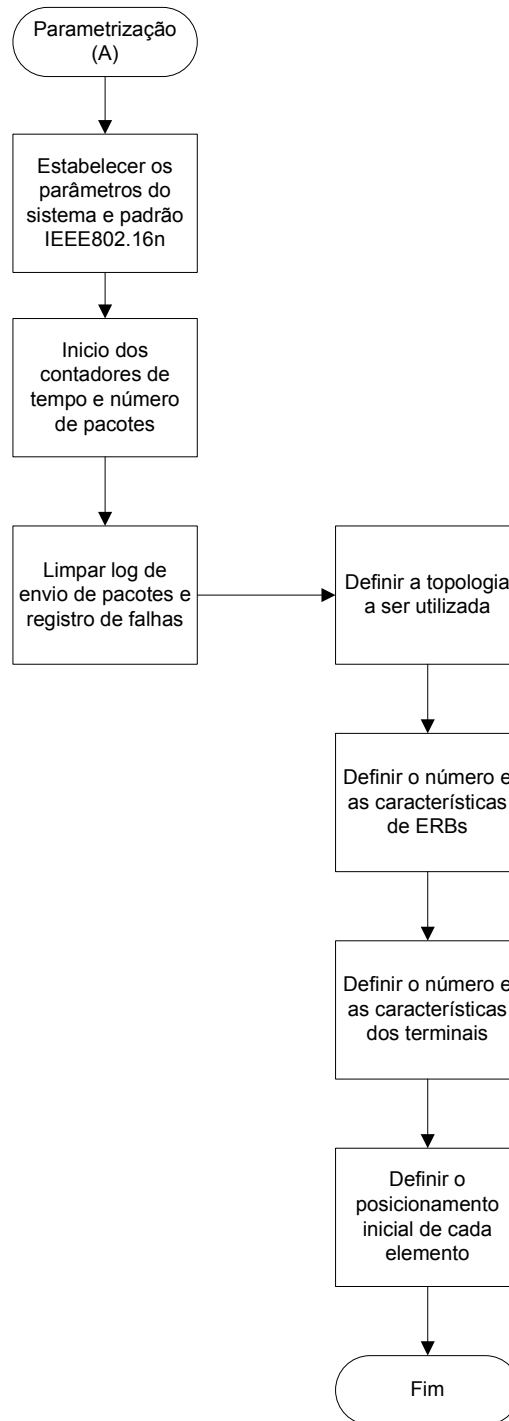 Parametrização
(A)
Estabelecer os
parâmetros do
sistema e padrão
IEEE802.16n
Inicio dos
contadores de
tempo e número
de pacotes
Limpar log de
envio de pacotes e
registro de falhas
Definir a topologia
a ser utilizada
Definir o número e
as características
de ERBs
Definir o número e
as características
dos terminais
Definir o
posicionamento
inicial de cada
elemento
Fim